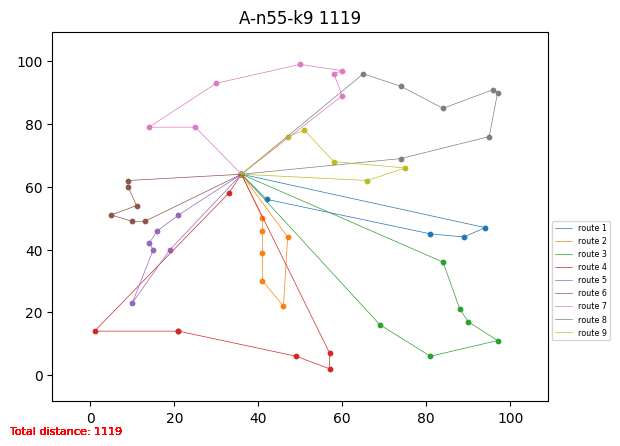 A-n55-k9 1119
100
80
60
40
20
0
0 20 40 60 80 100
route 1
route 2
route 3
route 4
route 5
route 6
route 7
route 8
route 9
Total distance: 1119